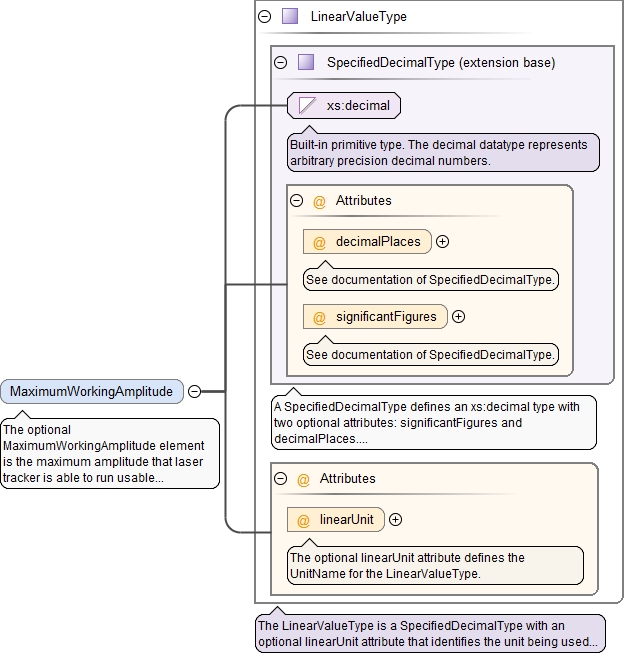 LinearValueType
SpecifiedDecimalType (extension base)
xs:decimal
Built-in primitive type. The decimal datatype represents
arbitrary precision decimal numbers.
@ Attributes
@ decimalPlaces
See documentation of SpecifiedDecimalType.
@ significantFigures
See documentation of SpecifiedDecimalType.
MaximumWorkingAmplitude
The optional
MaximumWorkingAmplitude element
is the maximum amplitude that laser
tracker is able to run usable...
A SpecifiedDecimalType defines an xs:decimal type with
two optional attributes: significantFigures and
decimalPlaces....
@ Attributes
@ linearUnit
The optional linearUnit attribute defines the
UnitName for the LinearValueType.
The LinearValueType is a SpecifiedDecimalType with an
optional linearUnit attribute that identifies the unit being used...